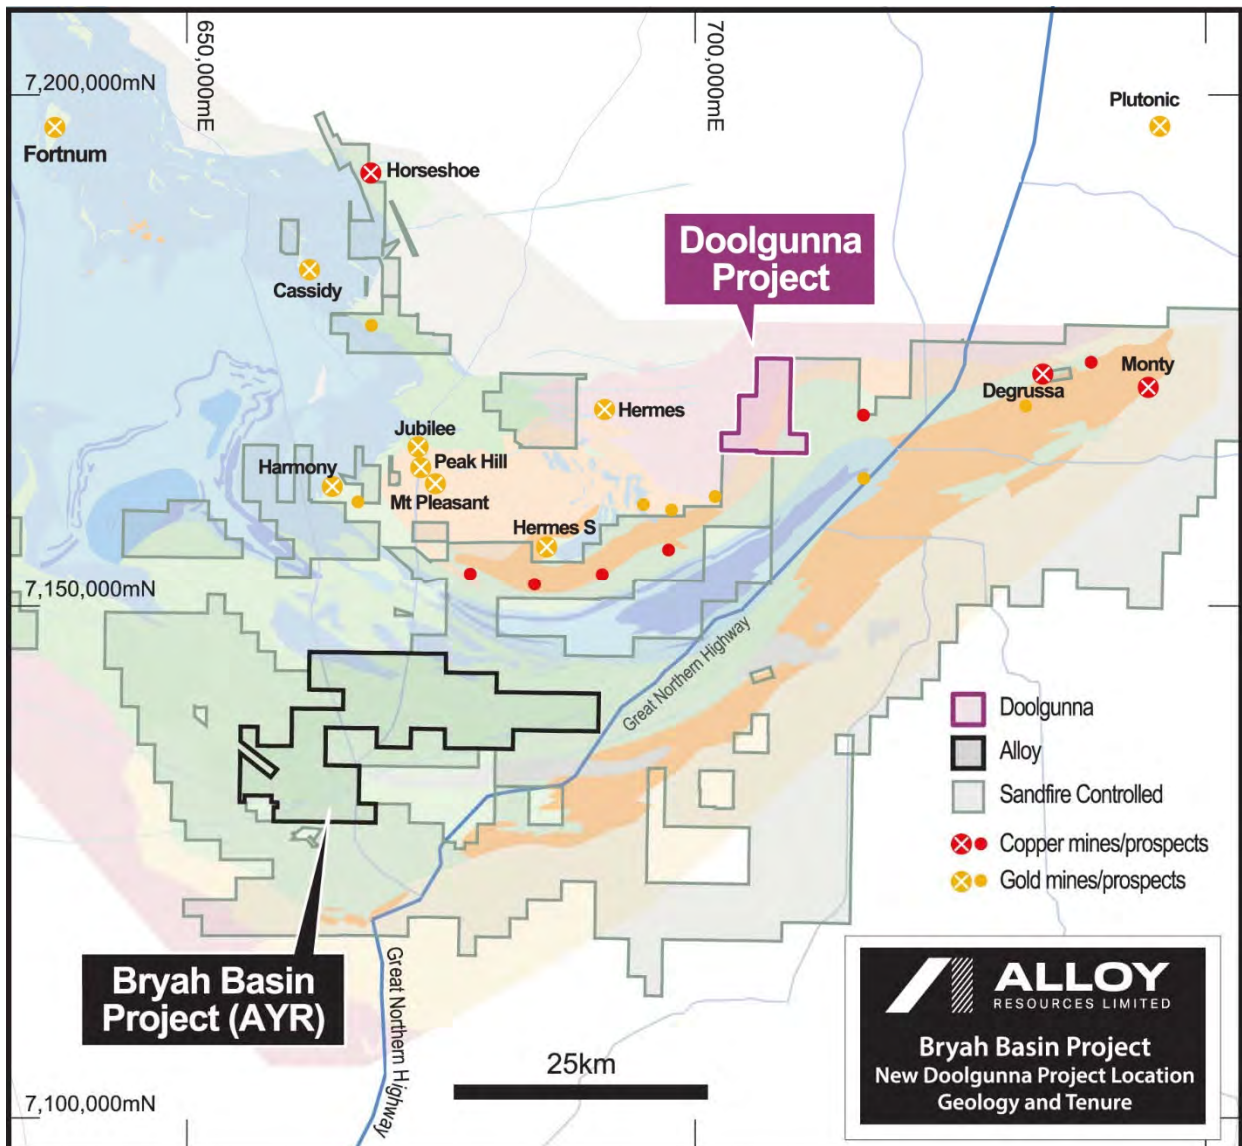 650,000mE
700,000mE
7,200,000mN
Plutonic
Fortnum
Horseshoe
Doolgunna
Project
Cassidy
Monty
Degrussa
Hermes
Jubilee
Peak Hill
Harmony
Mt Pleasant
Hermes S
7,150,000mN
Great Northern Highway
Doolgunna
Alloy
Sandfire Controlled
Copper mines/prospects
Gold mines/prospects
Bryah Basin
Project (AYR)
Great Northern Highway
25km
7,100,000mN
ALLOY
RESOURCES LIMITED
Bryah Basin Project
New Doolgunna Project Location
Geology and Tenure